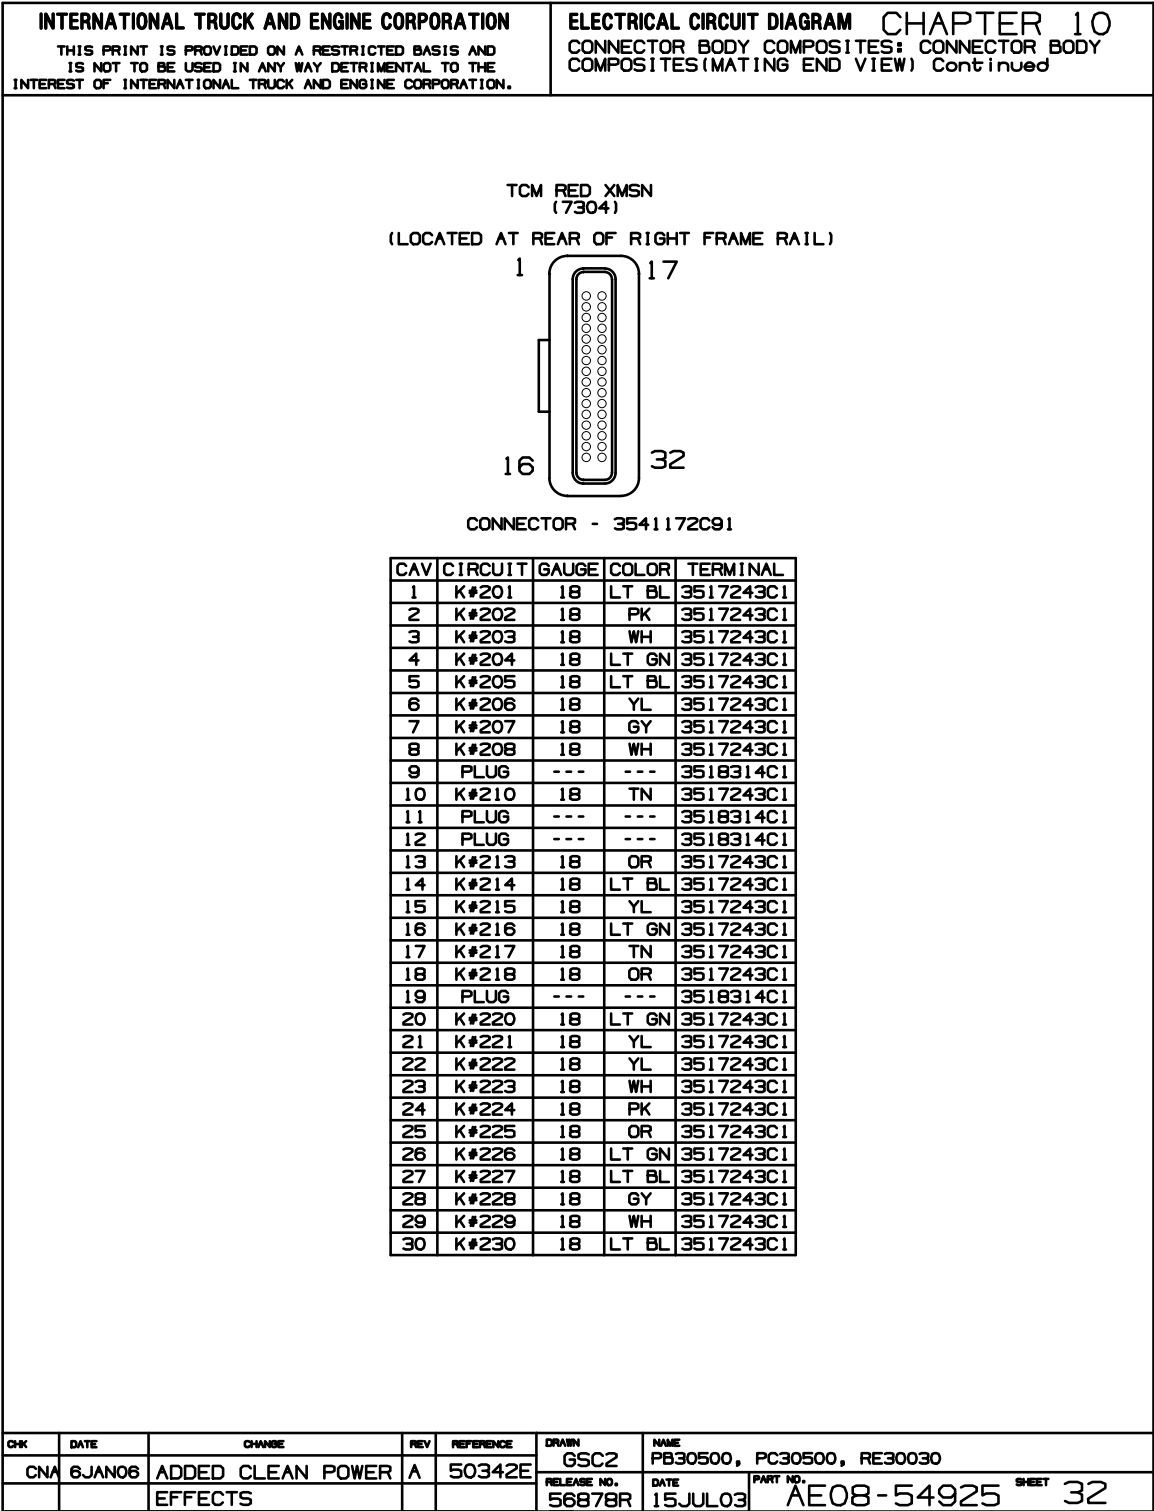 INTERNATIONAL TRUCK AND ENGINE CORPORATION
THIS PRINT IS PROVIDED ON A RESTRICTED BASIS AND
IS NOT TO BE USED IN ANY WAY DETRIMENTAL TO THE
INTEREST OF INTERNATIONAL TRUCK AND ENGINE CORPORATION.
ELECTRICAL CIRCUIT DIAGRAM CHAPTER 10
CONNECTOR BODY COMPOSITES: CONNECTOR BODY
COMPOSITES(MATING END VIEW) Continued
TCM RED XMSN
(7304)
(LOCATED AT REAR OF RIGHT FRAME RAIL)
1 17
16 32
CONNECTOR - 3541172C91
CAV CIRCUIT GAUGE COLOR TERMINAL
1 K#201 18 LT BL 3517243C1
2 K#202 18 PK 3517243C1
3 K#203 18 WH 3517243C1
4 K#204 18 LT GN 3517243C1
5 K#205 18 LT BL 3517243C1
6 K#206 18 YL 3517243C1
7 K#207 18 GY 3517243C1
8 K#208 18 WH 3517243C1
9 PLUG --- --- 3518314C1
10 K#210 18 TN 3517243C1
11 PLUG --- --- 3518314C1
12 PLUG --- --- 3518314C1
13 K#213 18 OR 3517243C1
14 K#214 18 LT BL 3517243C1
15 K#215 18 YL 3517243C1
16 K#216 18 LT GN 3517243C1
17 K#217 18 TN 3517243C1
18 K#218 18 OR 3517243C1
19 PLUG --- --- 3518314C1
20 K#220 18 LT GN 3517243C1
21 K#221 18 YL 3517243C1
22 K#222 18 YL 3517243C1
23 K#223 18 WH 3517243C1
24 K#224 18 PK 3517243C1
25 K#225 18 OR 3517243C1
26 K#226 18 LT GN 3517243C1
27 K#227 18 LT BL 3517243C1
28 K#228 18 GY 3517243C1
29 K#229 18 WH 3517243C1
30 K#230 18 LT BL 3517243C1
CHK DATE CHANGE REV REFERENCE
CNA 6JAN06 ADDED CLEAN POWER A 50342E
EFFECTS
DRAWN
GSC2
NAME
PB30500, PC30500, RE30030
RELEASE NO.
56878R
DATE
15JUL03
PART NO.
AE08-54925
SHEET 32